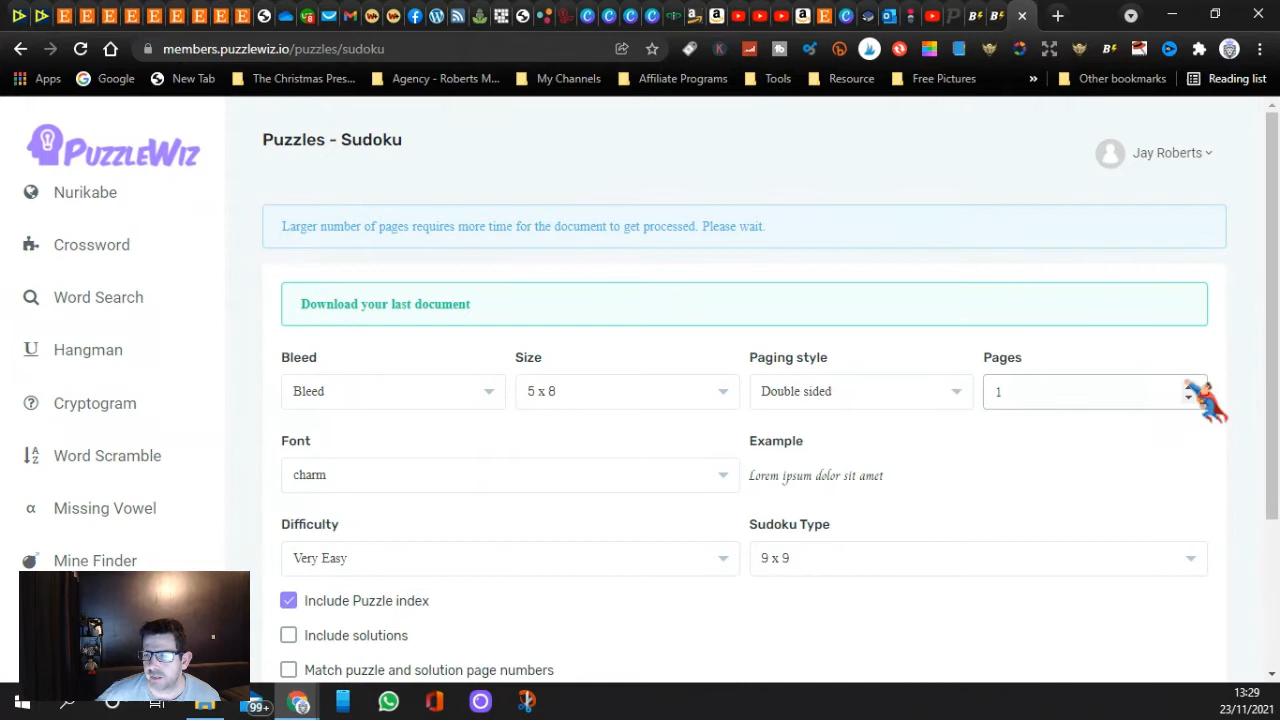 members.puzzlewiz.io/puzzles/sudoku
Apps
Google
New Tab
The Christmas Pres...
Agency - Roberts M...
My Channels
Affiliate Programs
Tools
Resource
Free Pictures
»
Other bookmarks
Reading list
PUZZLEWIZ
Puzzles - Sudoku
Jay Roberts
Nurikabe
Crossword
Word Search
Hangman
Cryptogram
Word Scramble
Missing Vowel
Mine Finder
Larger number of pages requires more time for the document to get processed. Please wait.
Download your last document
Bleed
Size
Paging style
Pages
Bleed
5 x 8
Double sided
1
Font
Example
charm
Lorem ipsum dolor sit amet
Difficulty
Sudoku Type
Very Easy
9 x 9
Include Puzzle index
Include solutions
Match puzzle and solution page numbers
99+
13:29
23/11/2021